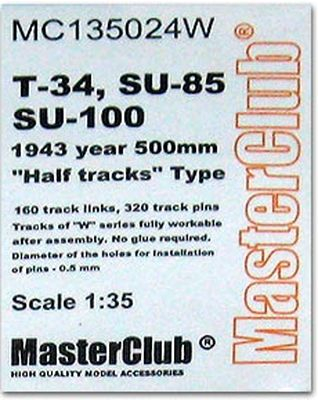 MC135024W
T-34, SU-85
SU-100
1943 year 500mm
"Half tracks" Type
160 track links, 320 track pins
Tracks of "W" series fully workable
after assembly. No glue required.
Diameter of the holes for installation
of pins - 0.5 mm
Scale 1:35
MasterClub ®
HIGH QUALITY MODEL ACCESSORIES
MasterClub®